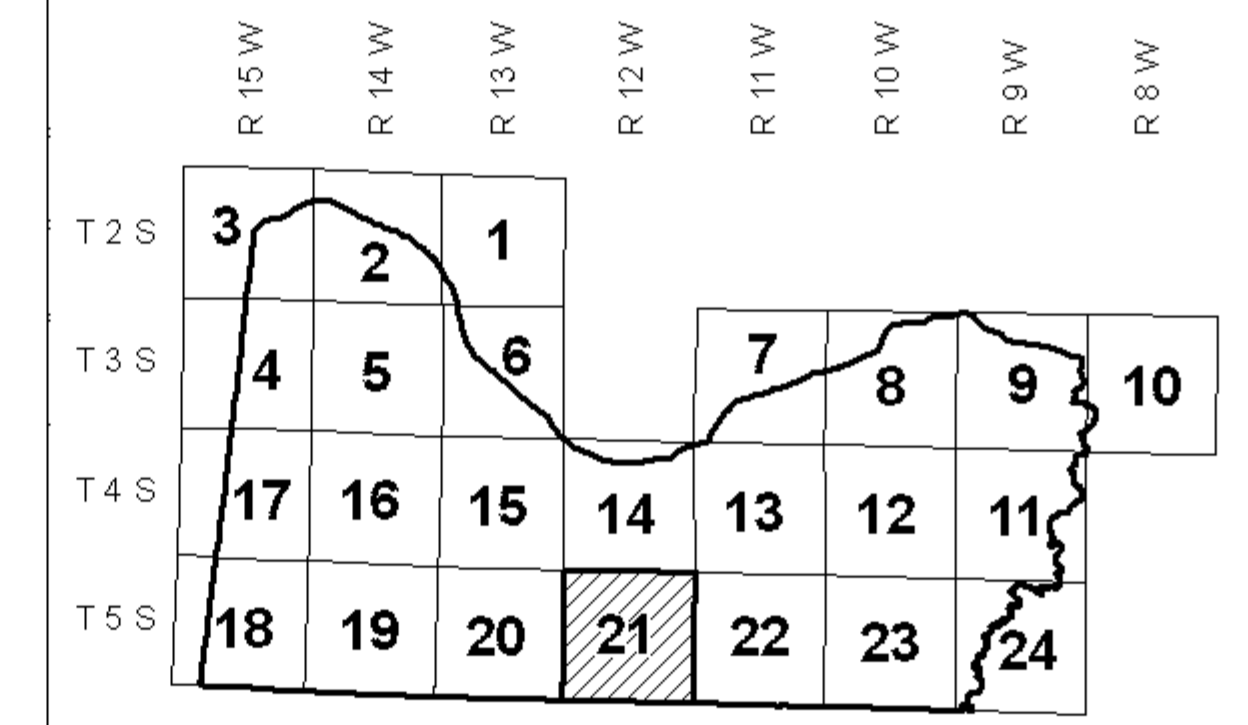 R 15 W R 14 W R 13 W R 12 W R 11 W R 10 W R 9 W R 8 W
T 2 S 3 2 1
T 3 S 4 5 6 7 8 9 10
T 4 S 17 16 15 14 13 12 11
T 5 S 18 19 20 21 22 23 24